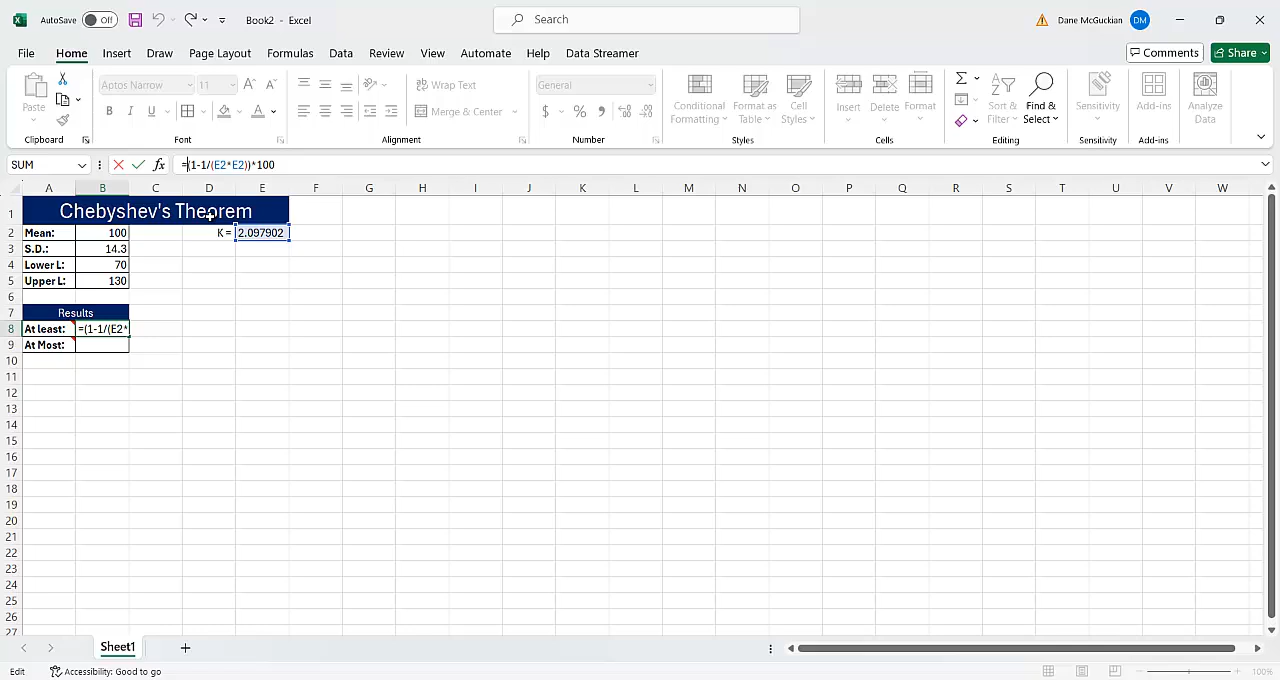 AutoSave Off Book2 - Excel Search Dane McGuckian DM
File Home Insert Draw Page Layout Formulas Data Review View Automate Help Data Streamer Comments Share
Paste Aptos Narrow 11 Wrap Text General Conditional Formatting Format as Table Cell Styles Insert Delete Format Sort & Filter Find & Select Sensitivity Add-ins Analyze Data
B I U Merge & Center $ % 9
Clipboard Font Alignment Number Styles Cells Editing Sensitivity Add-ins
SUM fx =(1-1/(E2*E2))*100
A B C D E F G H I J K L M N O P Q R S T U V W
1 Chebyshev's Theorem
2 Mean: 100 K = 2.097902
3 S.D.: 14.3
4 Lower L: 70
5 Upper L: 130
6
7 Results
8 At least: =(1-1/(E2*
9 At Most:
10
11
12
13
14
15
16
17
18
19
20
21
22
23
24
25
26
27
Sheet1
Edit Accessibility: Good to go 100%